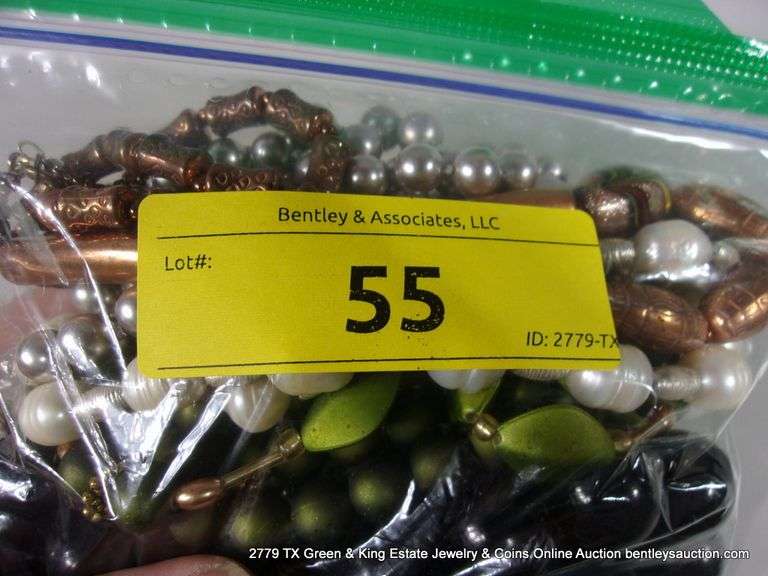 Bentley & Associates, LLC
Lot#:
55
ID: 2779-TX
2779 TX Green & King Estate Jewelry & Coins Online Auction bentleysauction.com